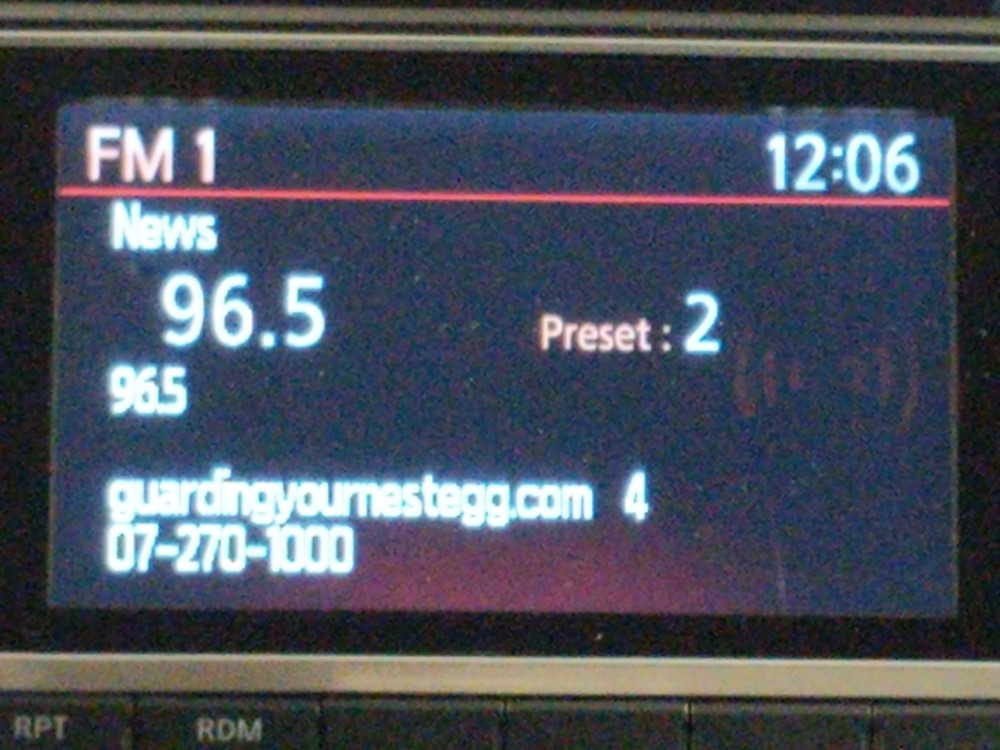 FM 1 12:06
News
96.5 Preset : 2
96.5
guardingyournestegg.com 4
07-270-1000
RPT RDM